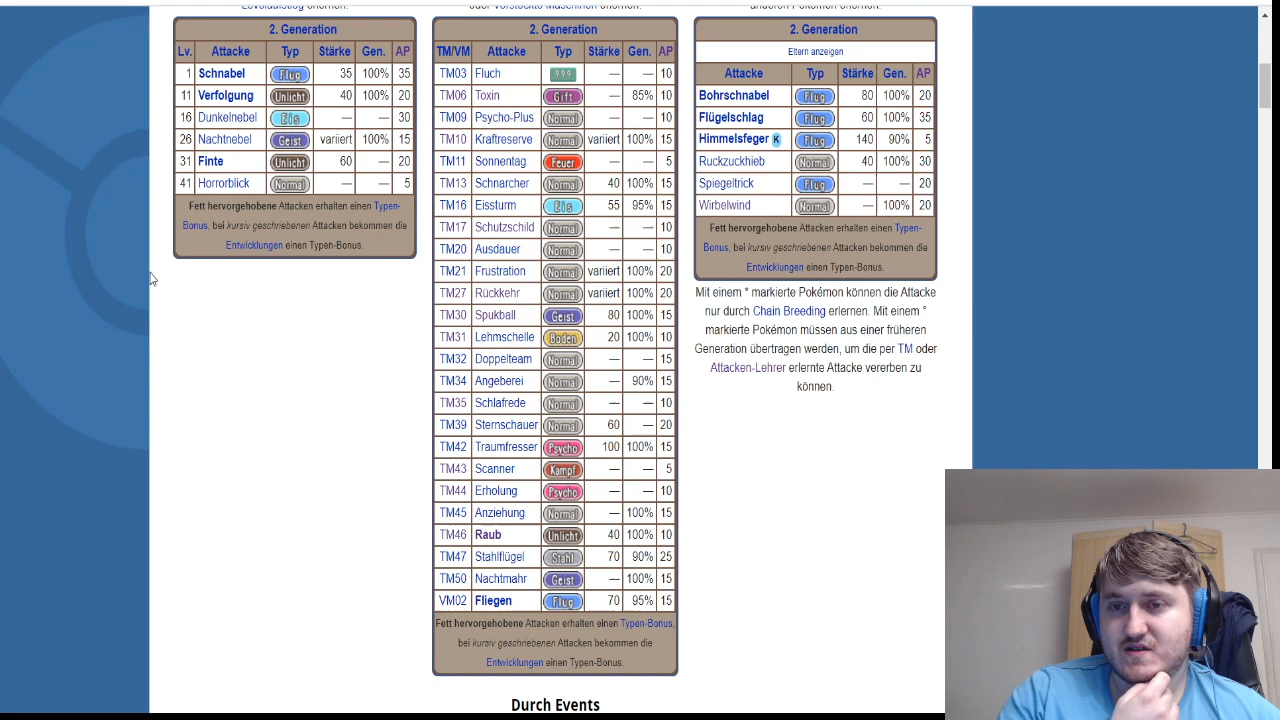 Levelaufstieg erlernen.
oder Versteckte Maschinen erlernen.
anderen Pokémon erlernen.
2. Generation
Lv. Attacke Typ Stärke Gen. AP
1 Schnabel Flug 35 100% 35
11 Verfolgung Unlicht 40 100% 20
16 Dunkelnebel Eis — — 30
26 Nachtnebel Geist variiert 100% 15
31 Finte Unlicht 60 — 20
41 Horrorblick Normal — — 5
Fett hervorgehobene Attacken erhalten einen Typen-
Bonus, bei kursiv geschriebenen Attacken bekommen die
Entwicklungen einen Typen-Bonus.
2. Generation
TM/VM Attacke Typ Stärke Gen. AP
TM03 Fluch ??? — — 10
TM06 Toxin Gift — 85% 10
TM09 Psycho-Plus Normal — — 10
TM10 Kraftreserve Normal variiert 100% 15
TM11 Sonnentag Feuer — — 5
TM13 Schnarcher Normal 40 100% 15
TM16 Eissturm Eis 55 95% 15
TM17 Schutzschild Normal — — 10
TM20 Ausdauer Normal — — 10
TM21 Frustration Normal variiert 100% 20
TM27 Rückkehr Normal variiert 100% 20
TM30 Spukball Geist 80 100% 15
TM31 Lehmschelle Boden 20 100% 10
TM32 Doppelteam Normal — — 15
TM34 Angeberei Normal — 90% 15
TM35 Schlafrede Normal — — 10
TM39 Sternschauer Normal 60 — 20
TM42 Traumfresser Psycho 100 100% 15
TM43 Scanner Kampf — — 5
TM44 Erholung Psycho — — 10
TM45 Anziehung Normal — 100% 15
TM46 Raub Unlicht 40 100% 10
TM47 Stahlflügel Stahl 70 90% 25
TM50 Nachtmahr Geist — 100% 15
VM02 Fliegen Flug 70 95% 15
Fett hervorgehobene Attacken erhalten einen Typen-Bonus,
bei kursiv geschriebenen Attacken bekommen die
Entwicklungen einen Typen-Bonus.
2. Generation
Eltern anzeigen
Attacke Typ Stärke Gen. AP
Bohrschnabel Flug 80 100% 20
Flügelschlag Flug 60 100% 35
Himmelsfeger K Flug 140 90% 5
Ruckzuckhieb Normal 40 100% 30
Spiegeltrick Flug — — 20
Wirbelwind Normal — 100% 20
Fett hervorgehobene Attacken erhalten einen Typen-
Bonus, bei kursiv geschriebenen Attacken bekommen die
Entwicklungen einen Typen-Bonus.
Mit einem * markierte Pokémon können die Attacke
nur durch Chain Breeding erlernen. Mit einem °
markierte Pokémon müssen aus einer früheren
Generation übertragen werden, um die per TM oder
Attacken-Lehrer erlernte Attacke vererben zu
können.
Durch Events